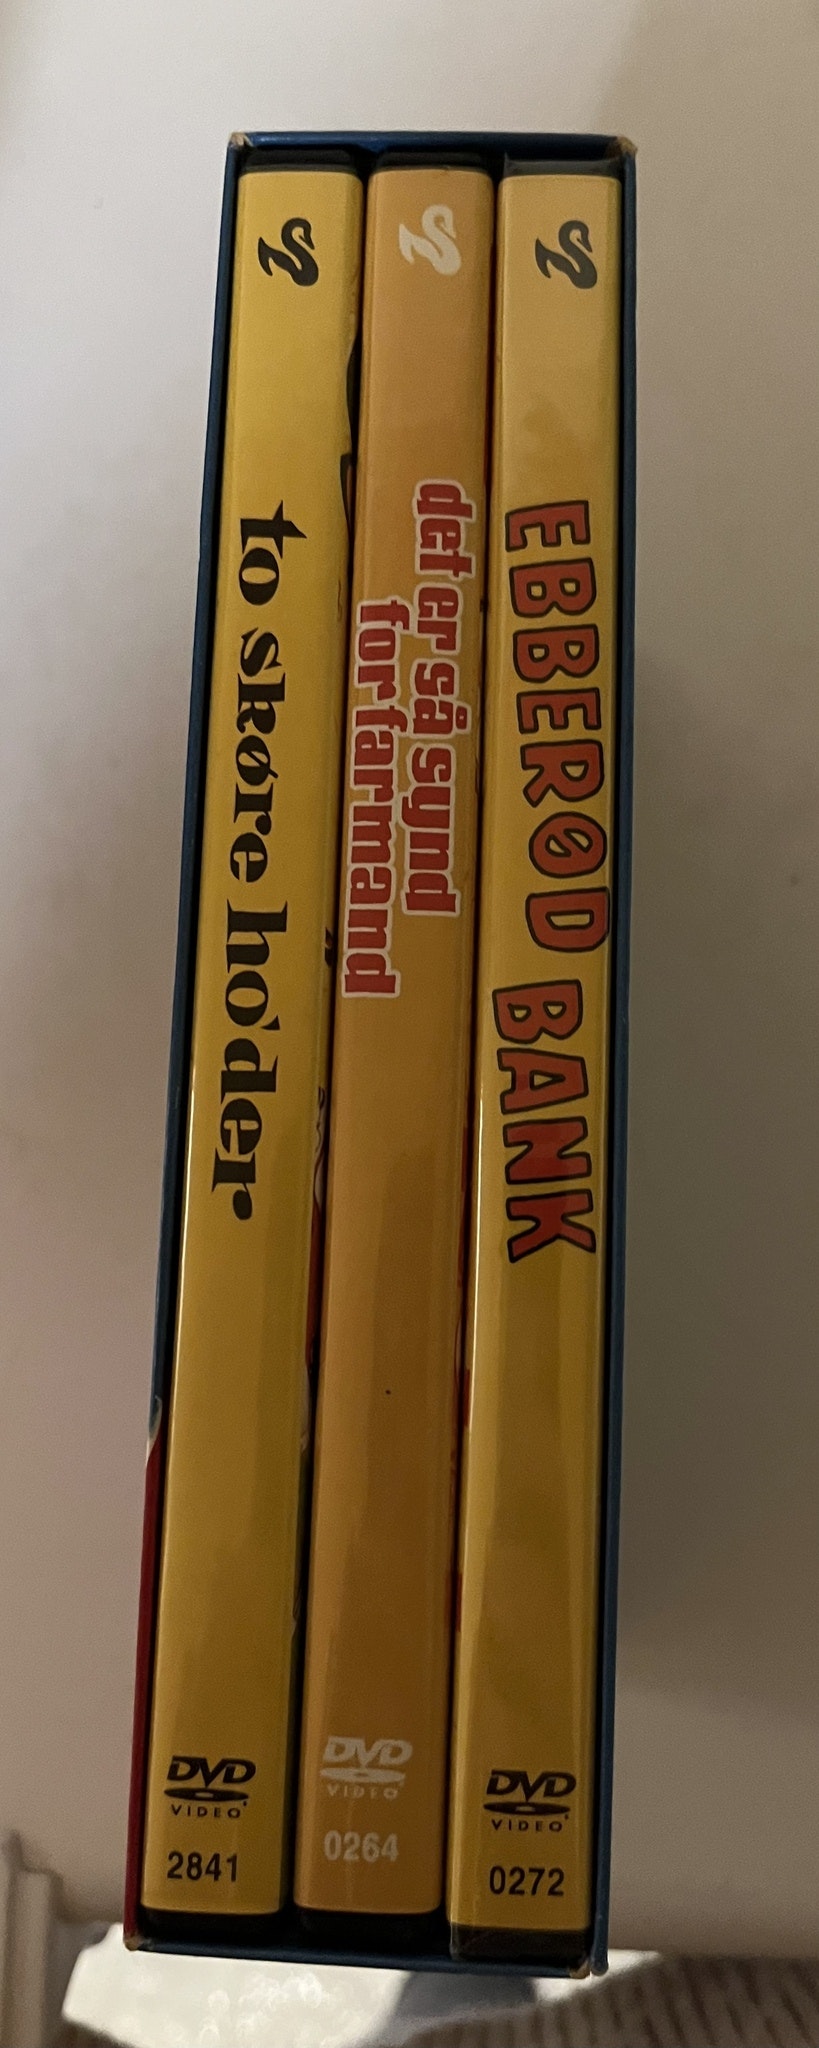 to skøre ho'der
DVD
VIDEO
2841
det er så synd
for farmand
DVD
VIDEO
0264
EBBERØD BANK
DVD
VIDEO
0272